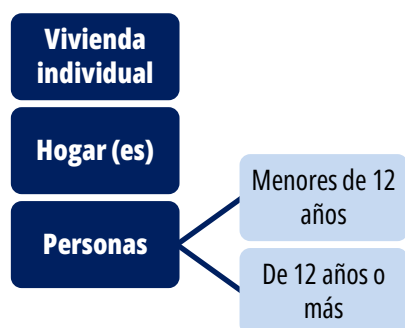 Vivienda
individual
Hogar (es)
Personas
Menores de 12
años
De 12 años o
más